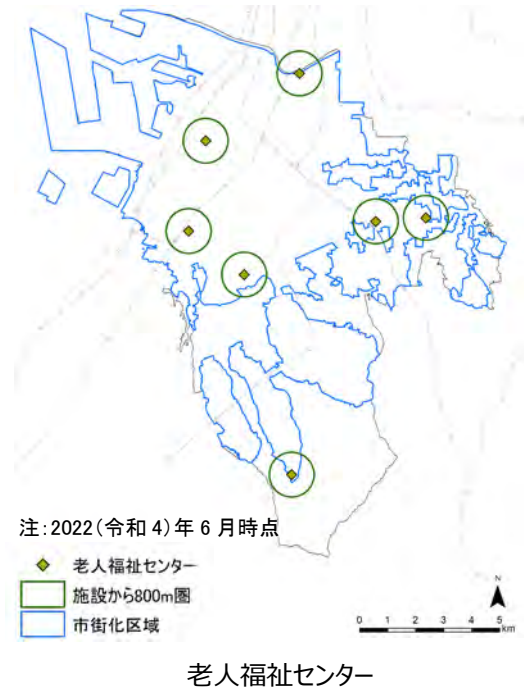 注:2022(令和 4)年 6 月時点
老人福祉センター
施設から800m圏
市街化区域
N
0 1 2 3 4 5
km
老人福祉センター